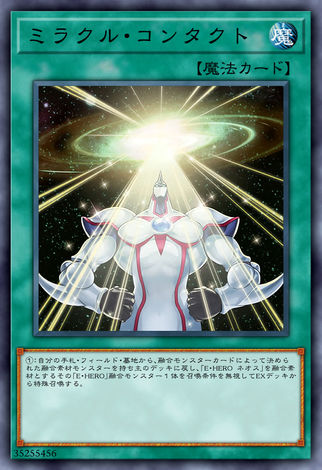 ミラクル・コンタクト
魔
【魔法カード】
①：自分の手札・フィールド・墓地から、融合モンスターカードによって決めら
れた融合素材モンスターを持ち主のデッキに戻し、「E・HERO ネオス」を融合素
材とするその「E・HERO」融合モンスター１体を召喚条件を無視してEXデッキか
ら特殊召喚する。
35255456